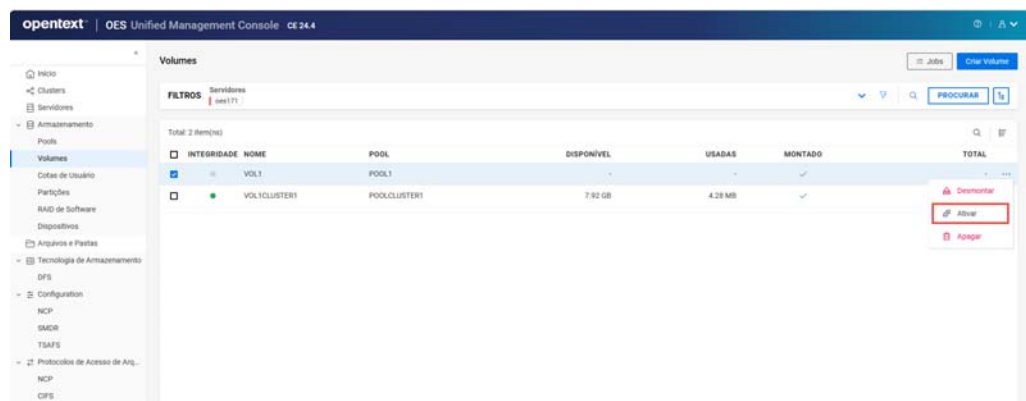 opentext™ | OES Unified Management Console CE 24.4
Início
Clusters
Servidores
Armazenamento
Pools
Volumes
Cotas de Usuário
Partições
RAID de Software
Dispositivos
Arquivos e Pastas
Tecnologia de Armazenamento
DFS
Configuration
NCP
SMDR
TSAFS
Protocolos de Acesso de Arq...
NCP
CIFS
Volumes
Jobs
Criar Volume
FILTROS
Servidores
oes171
PROCURAR
Total: 2 item(ns)
INTEGRIDADE NOME POOL DISPONÍVEL USADAS MONTADO TOTAL
VOL1 POOL1 - - -
VOL1CLUSTER1 POOLCLUSTER1 7.92 GB 4.28 MB
Desmontar
Ativar
Apagar